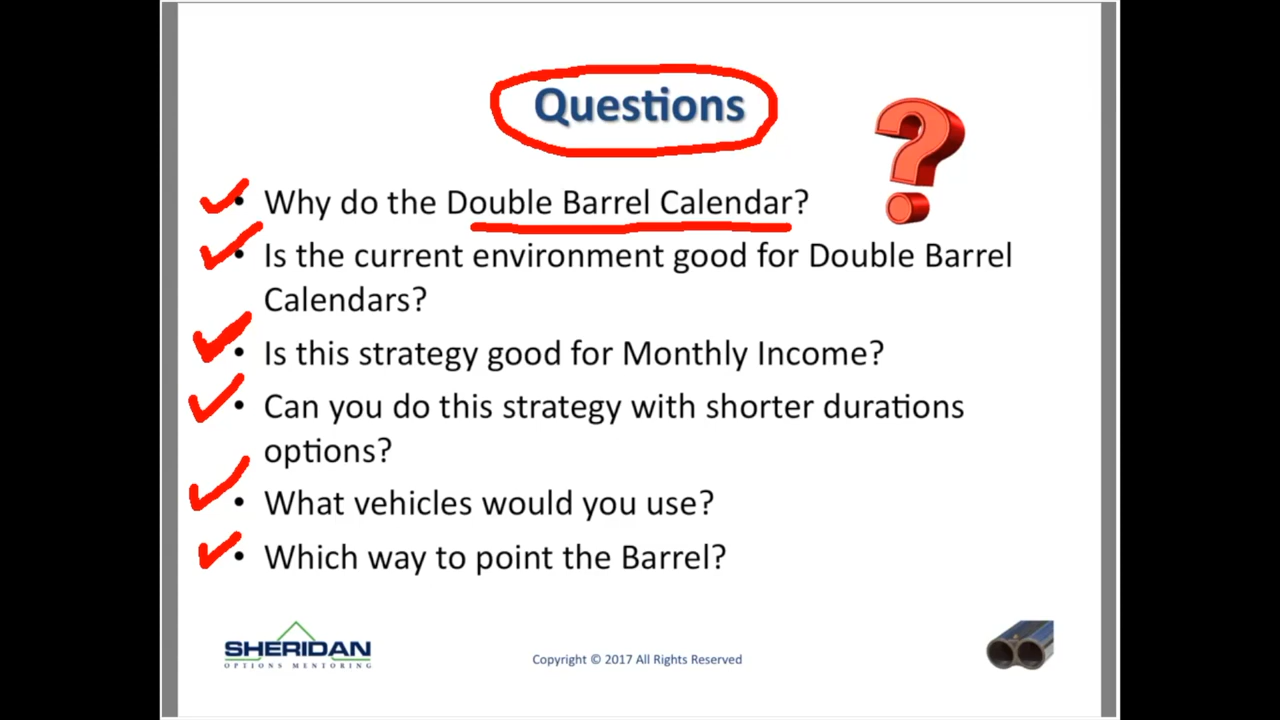 Questions
• Why do the Double Barrel Calendar?
• Is the current environment good for Double Barrel
Calendars?
• Is this strategy good for Monthly Income?
• Can you do this strategy with shorter durations
options?
• What vehicles would you use?
• Which way to point the Barrel?
SHERIDAN
OPTIONS MENTORING
Copyright © 2017 All Rights Reserved